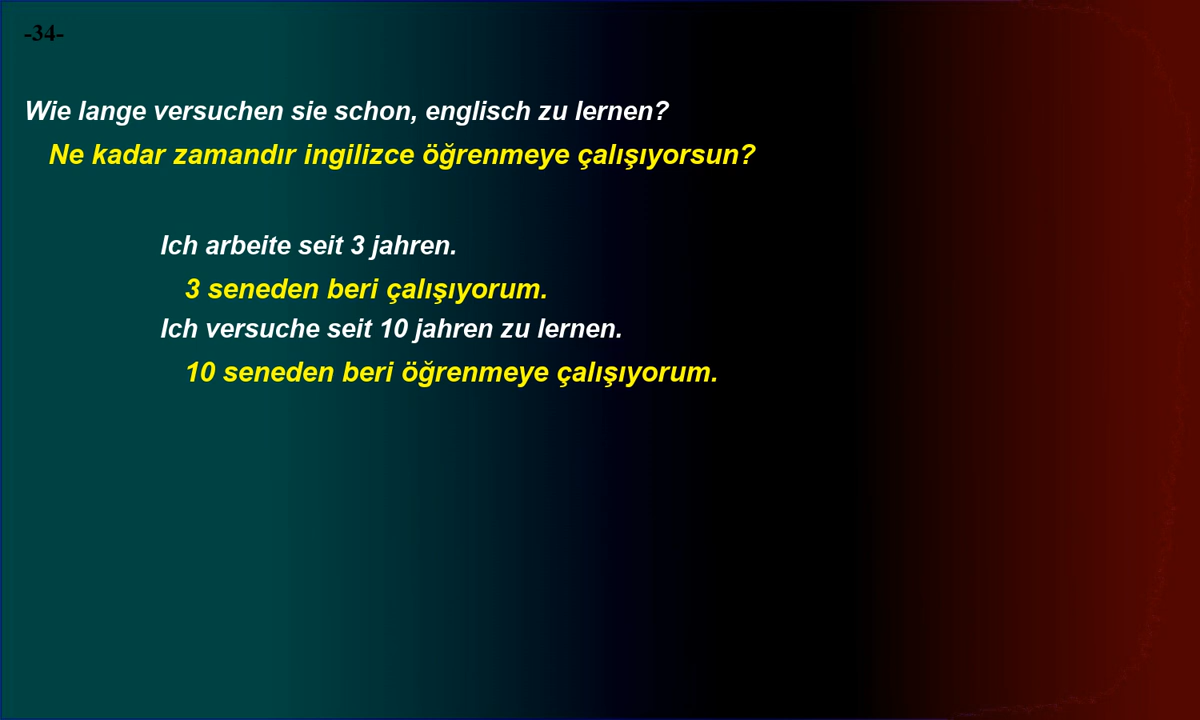 -34-
Wie lange versuchen sie schon, englisch zu lernen?
Ne kadar zamandır ingilizce öğrenmeye çalışıyorsun?
Ich arbeite seit 3 jahren.
3 seneden beri çalışıyorum.
Ich versuche seit 10 jahren zu lernen.
10 seneden beri öğrenmeye çalışıyorum.